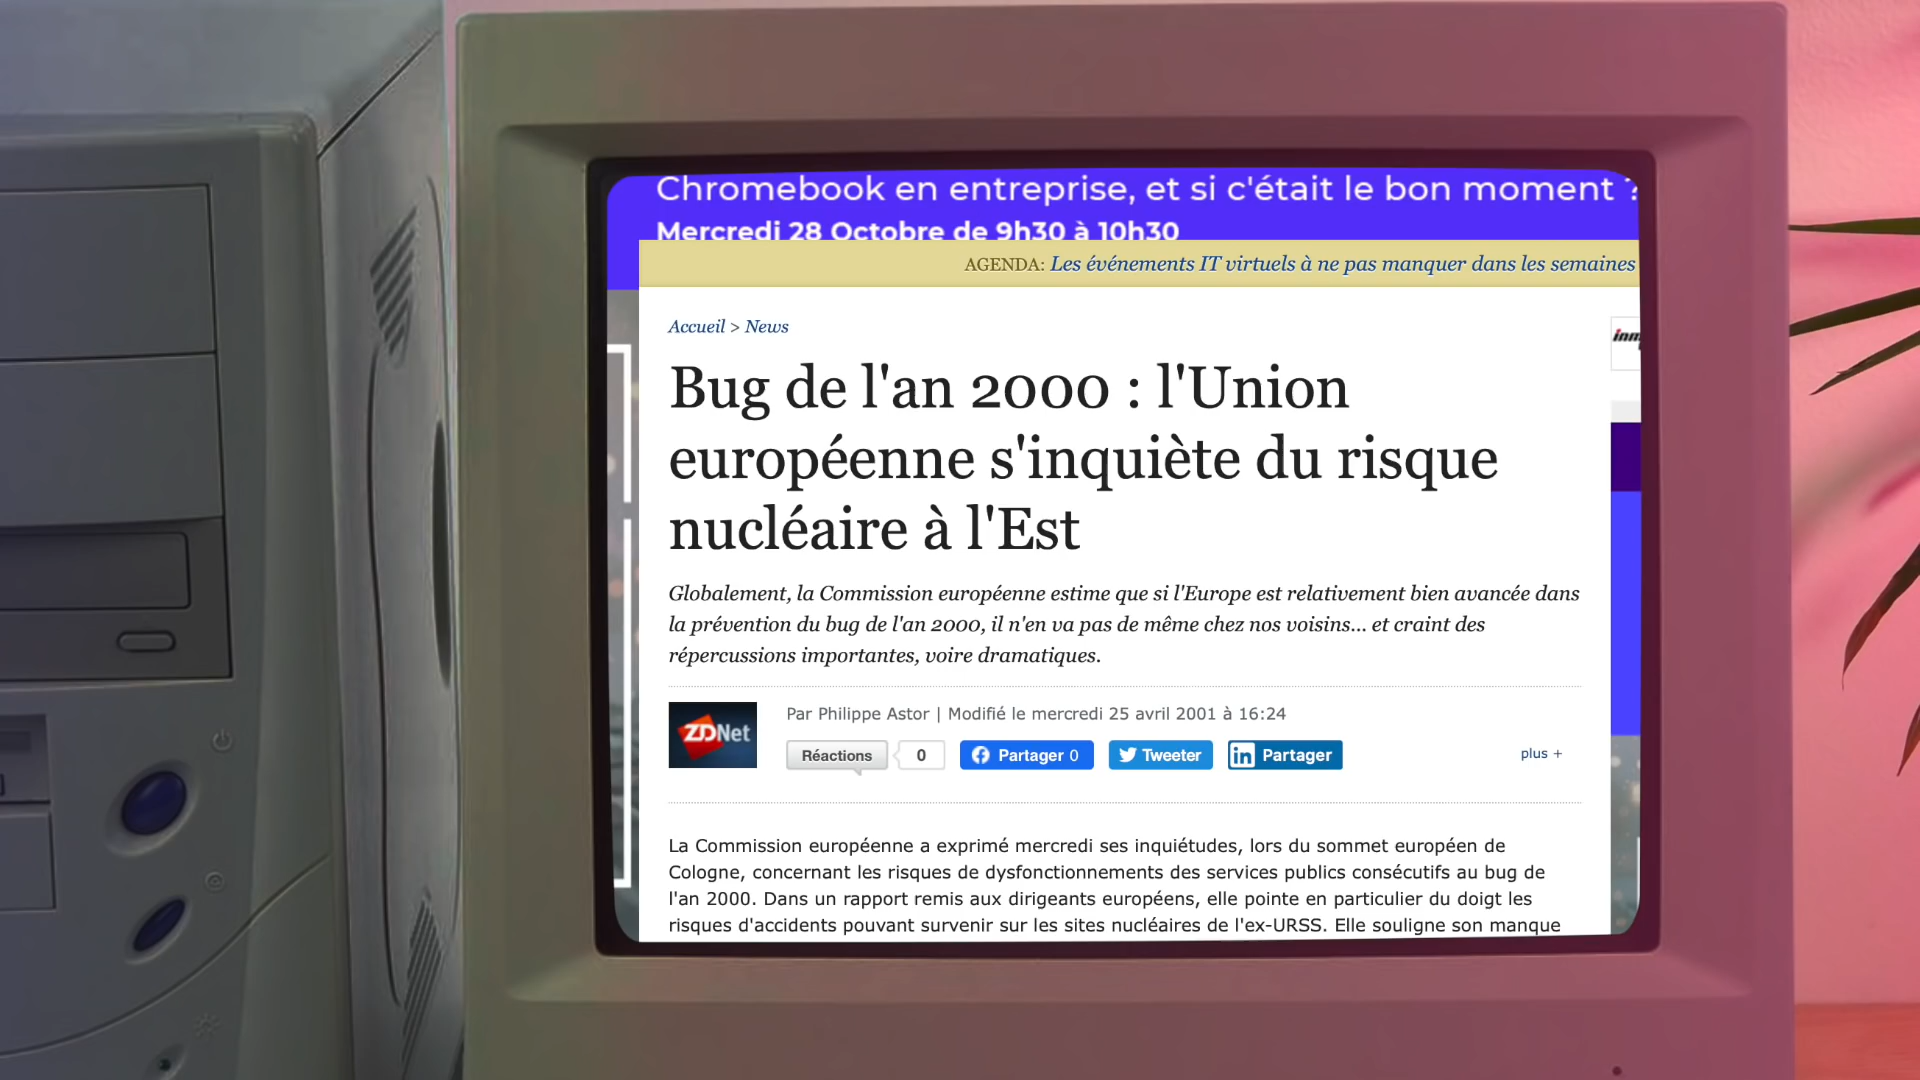 Chromebook en entreprise, et si c'était le bon moment ?
Mercredi 28 Octobre de 9h30 à 10h30
AGENDA: Les événements IT virtuels à ne pas manquer dans les semaines
Accueil > News
Bug de l'an 2000 : l'Union
européenne s'inquiète du risque
nucléaire à l'Est
Globalement, la Commission européenne estime que si l'Europe est relativement bien avancée dans
la prévention du bug de l'an 2000, il n'en va pas de même chez nos voisins... et craint des
répercussions importantes, voire dramatiques.
ZDNet
Par Philippe Astor | Modifié le mercredi 25 avril 2001 à 16:24
Réactions 0 Partager 0 Tweeter in Partager plus +
La Commission européenne a exprimé mercredi ses inquiétudes, lors du sommet européen de
Cologne, concernant les risques de dysfonctionnements des services publics consécutifs au bug de
l'an 2000. Dans un rapport remis aux dirigeants européens, elle pointe en particulier du doigt les
risques d'accidents pouvant survenir sur les sites nucléaires de l'ex-URSS. Elle souligne son manque